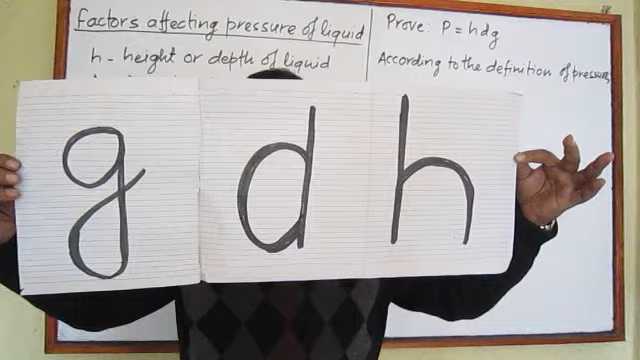 Factors affecting pressure of liquid
h - height or depth of liquid
Prove: P = hdg
According to the definition of pressure,
g d h